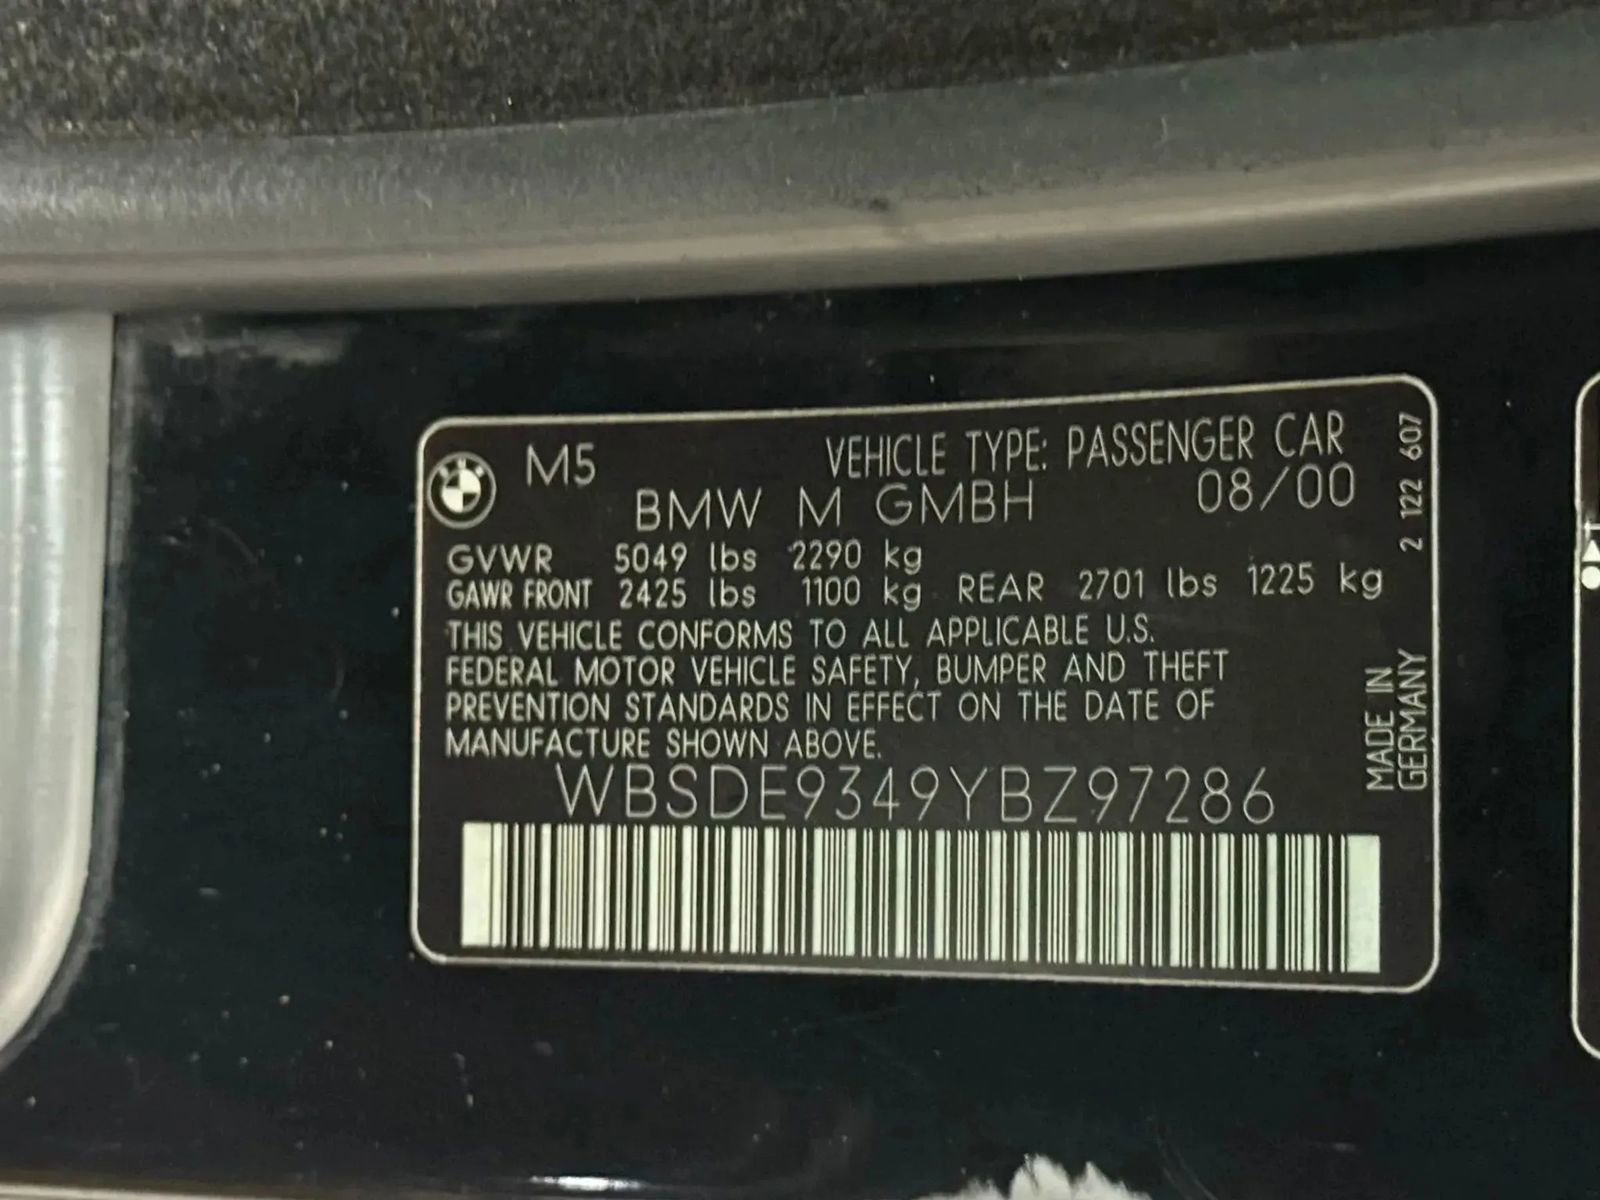 M5 VEHICLE TYPE: PASSENGER CAR
BMW M GMBH 08/00
GVWR 5049 lbs 2290 kg
GAWR FRONT 2425 lbs 1100 kg REAR 2701 lbs 1225 kg
THIS VEHICLE CONFORMS TO ALL APPLICABLE U.S.
FEDERAL MOTOR VEHICLE SAFETY, BUMPER AND THEFT
PREVENTION STANDARDS IN EFFECT ON THE DATE OF
MANUFACTURE SHOWN ABOVE.
WBSDE9349YBZ97286
2 122 607
MADE IN
GERMANY